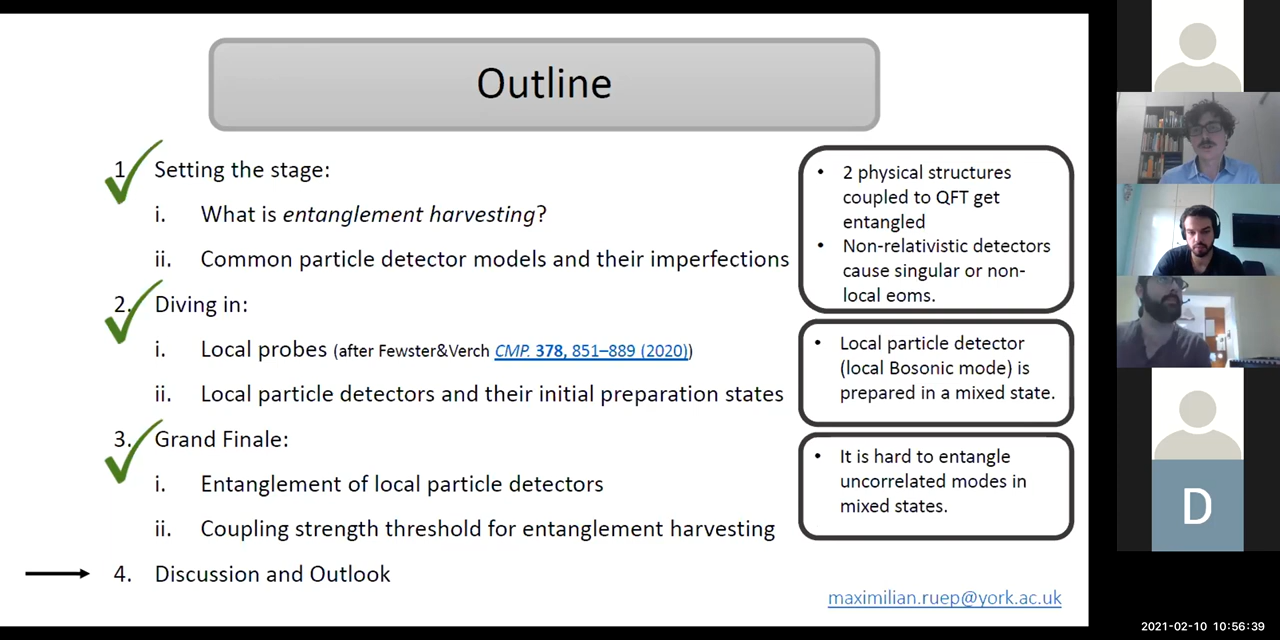 Outline
1. Setting the stage:
i. What is entanglement harvesting?
ii. Common particle detector models and their imperfections
2. Diving in:
i. Local probes (after Fewster&Verch CMP. 378, 851–889 (2020))
ii. Local particle detectors and their initial preparation states
3. Grand Finale:
i. Entanglement of local particle detectors
ii. Coupling strength threshold for entanglement harvesting
4. Discussion and Outlook
• 2 physical structures
coupled to QFT get
entangled
• Non-relativistic detectors
cause singular or non-
local eoms.
• Local particle detector
(local Bosonic mode) is
prepared in a mixed state.
• It is hard to entangle
uncorrelated modes in
mixed states.
maximilian.ruep@york.ac.uk
D
2021-02-10 10:56:39